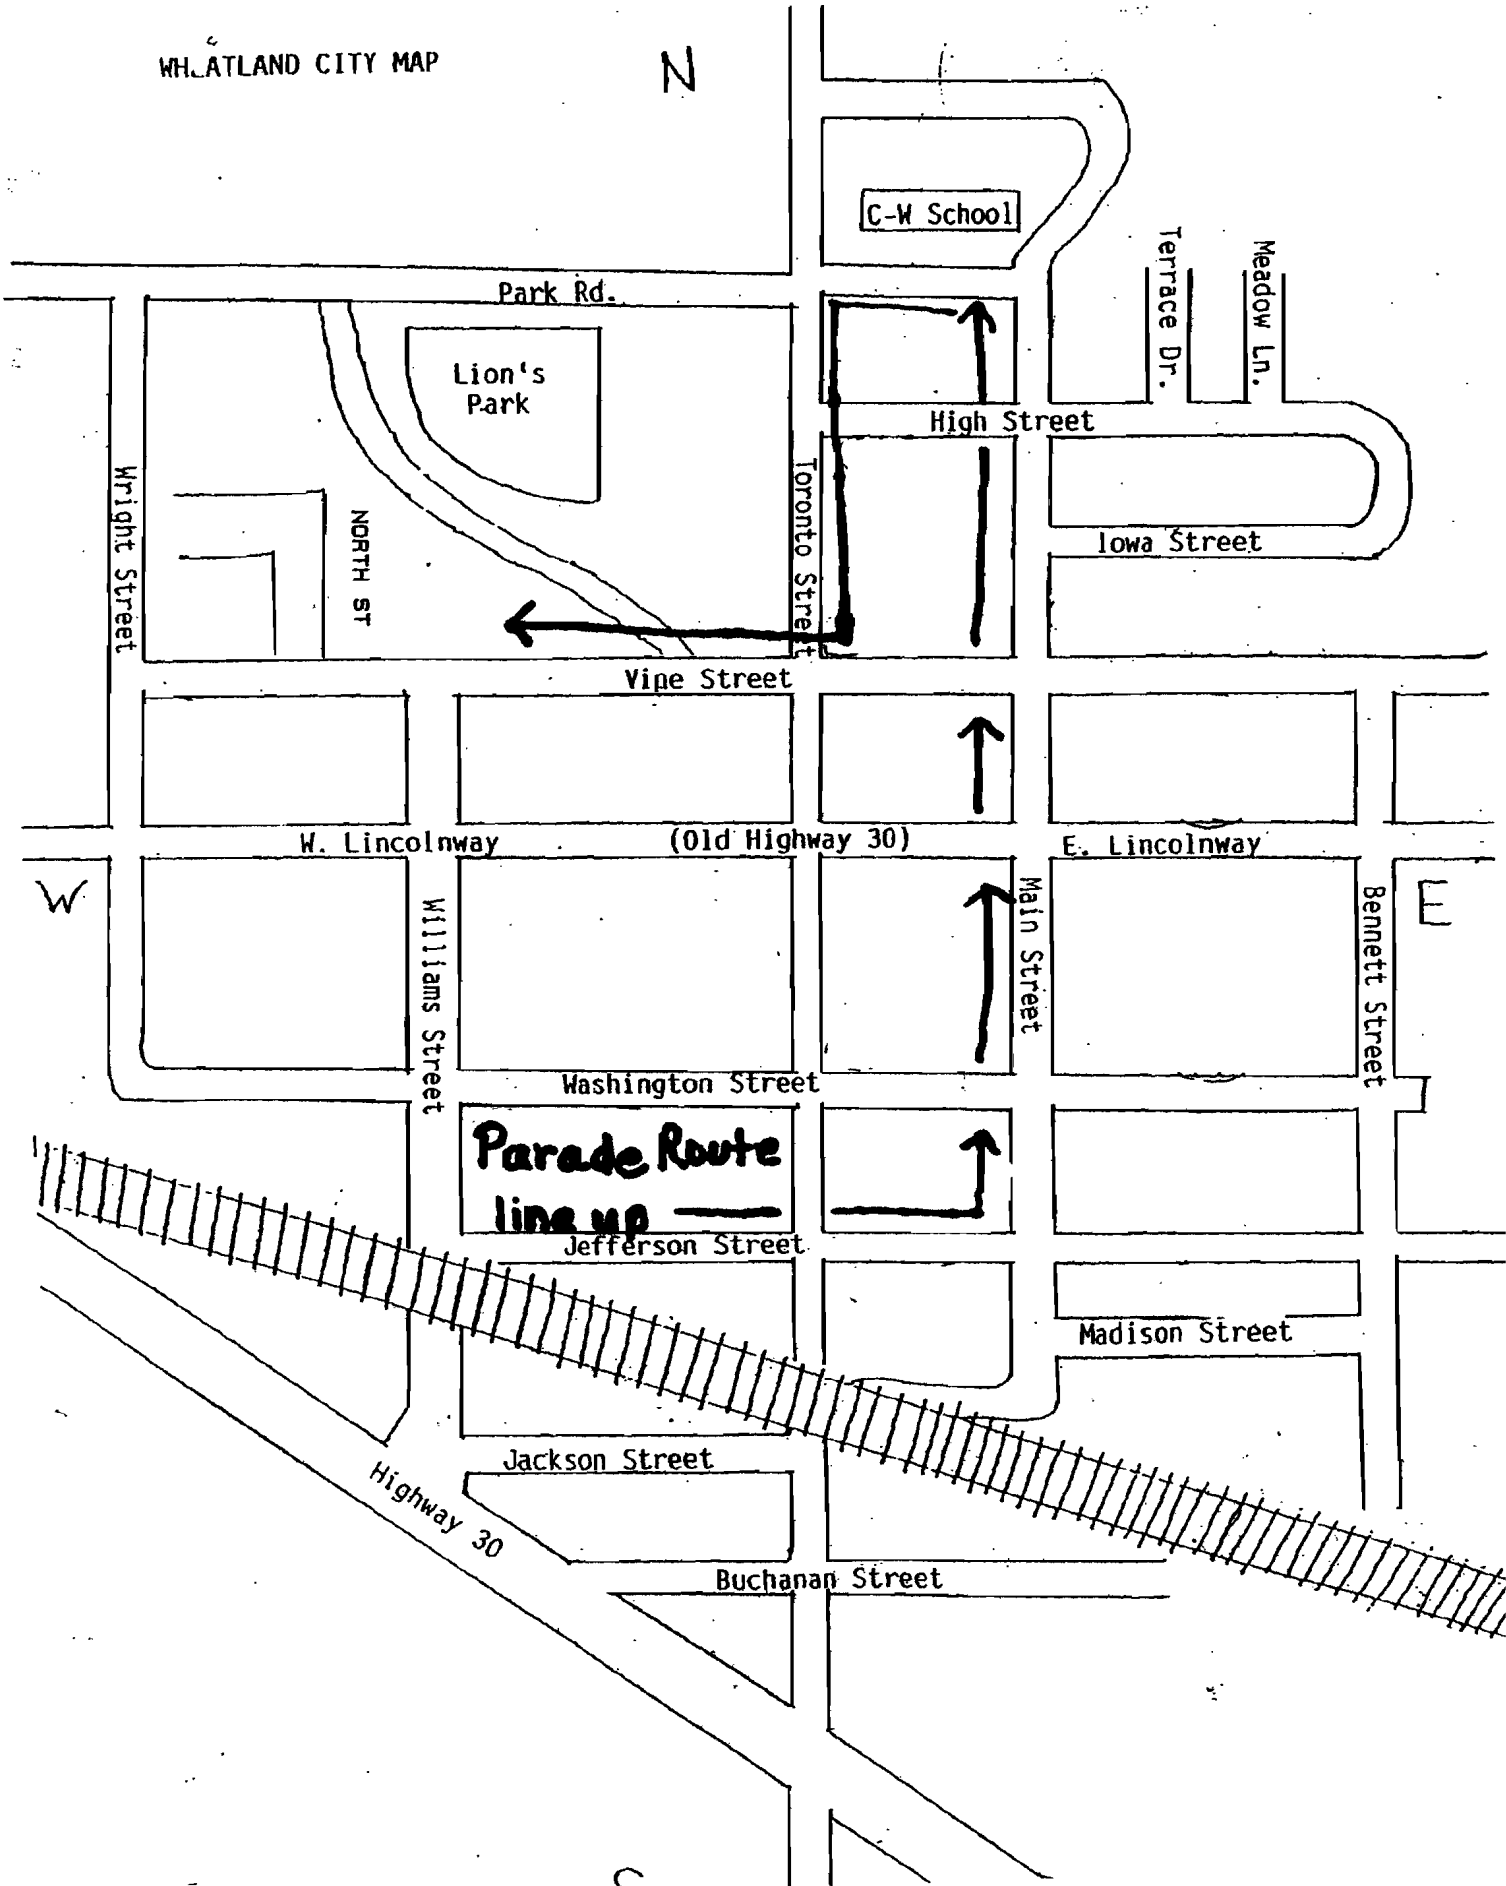 WHEATLAND CITY MAP
N
C-W School
Park Rd.
Terrace Dr.
Meadow Ln.
Lion's
Park
High Street
Wright Street
NORTH ST
Toronto Street
Iowa Street
Vine Street
W. Lincolnway
(Old Highway 30)
E. Lincolnway
W
E
Williams Street
Main Street
Bennett Street
Washington Street
Parade Route
line up
Jefferson Street
Madison Street
Jackson Street
Highway 30
Buchanan Street